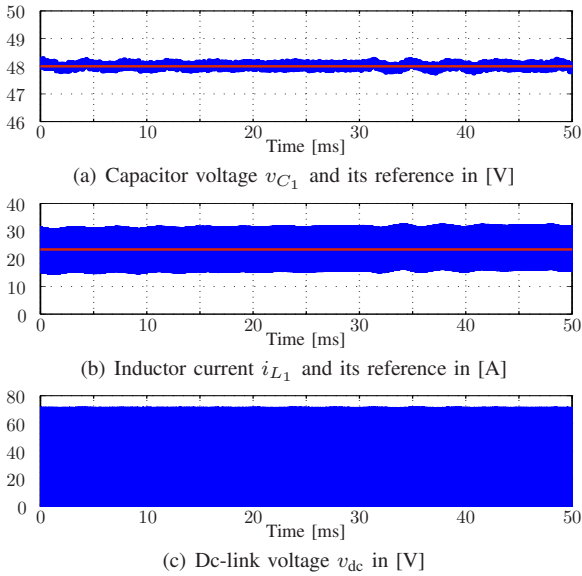 50
49
48
47
46
0 10 20 30 40 50
Time [ms]
(a) Capacitor voltage v_{C_1} and its reference in [V]
40
30
20
10
0
0 10 20 30 40 50
Time [ms]
(b) Inductor current i_{L_1} and its reference in [A]
80
60
40
20
0
0 10 20 30 40 50
Time [ms]
(c) Dc-link voltage v_{dc} in [V]